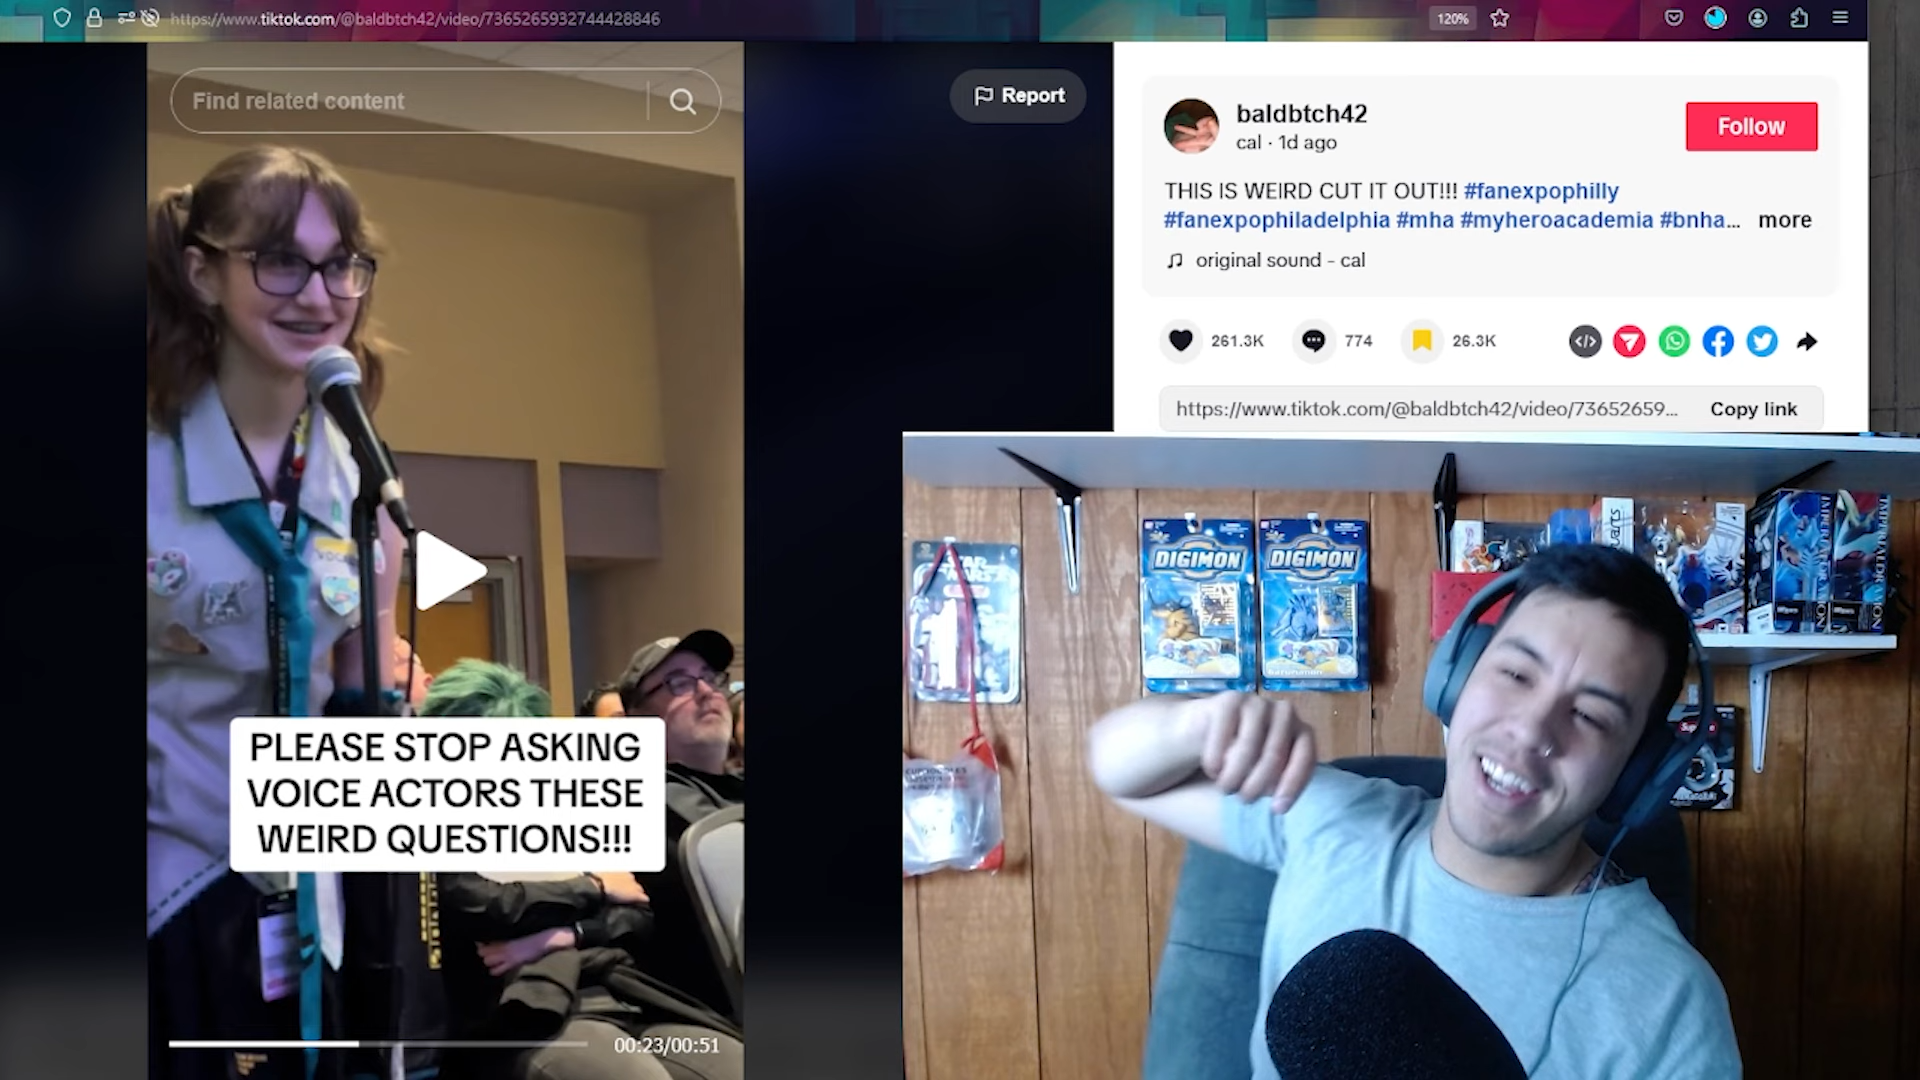 https://www.tiktok.com/@baldbtch42/video/7365265932744428846
120%
Find related content
Report
baldbtch42
cal · 1d ago
Follow
THIS IS WEIRD CUT IT OUT!!! #fanexpophilly
#fanexpophiladelphia #mha #myheroacademia #bnha... more
original sound - cal
261.3K
774
26.3K
https://www.tiktok.com/@baldbtch42/video/73652659...
Copy link
PLEASE STOP ASKING
VOICE ACTORS THESE
WEIRD QUESTIONS!!!
00:23/00:51
STAR
WARS
DIGIMON
DIGIMON
Supreme